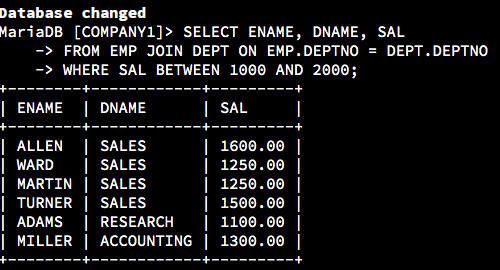 Database changed
MariaDB [COMPANY1]> SELECT ENAME, DNAME, SAL
    -> FROM EMP JOIN DEPT ON EMP.DEPTNO = DEPT.DEPTNO
    -> WHERE SAL BETWEEN 1000 AND 2000;
+--------+------------+---------+
| ENAME  | DNAME      | SAL     |
+--------+------------+---------+
| ALLEN  | SALES      | 1600.00 |
| WARD   | SALES      | 1250.00 |
| MARTIN | SALES      | 1250.00 |
| TURNER | SALES      | 1500.00 |
| ADAMS  | RESEARCH   | 1100.00 |
| MILLER | ACCOUNTING | 1300.00 |
+--------+------------+---------+